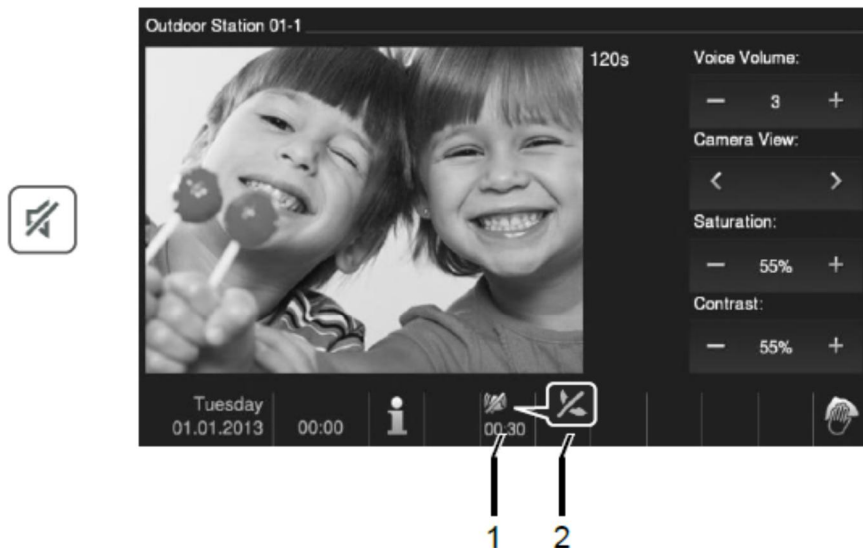 Outdoor Station 01-1
120s
Voice Volume:
− 3 +
Camera View:
< >
Saturation:
− 55% +
Contrast:
− 55% +
Tuesday
01.01.2013 00:00 00:30
1 2